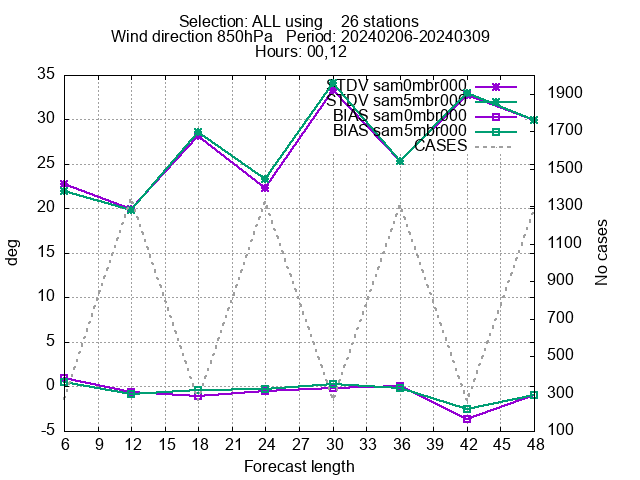 Selection: ALL using    26 stations
Wind direction 850hPa   Period: 20240206-20240309
Hours: 00,12
STDV sam0mbr000
STDV sam5mbr000
BIAS sam0mbr000
BIAS sam5mbr000
CASES
35
30
25
20
15
10
5
0
-5
deg
1900
1700
1500
1300
1100
900
700
500
300
100
No cases
6 9 12 15 18 21 24 27 30 33 36 39 42 45 48
Forecast length